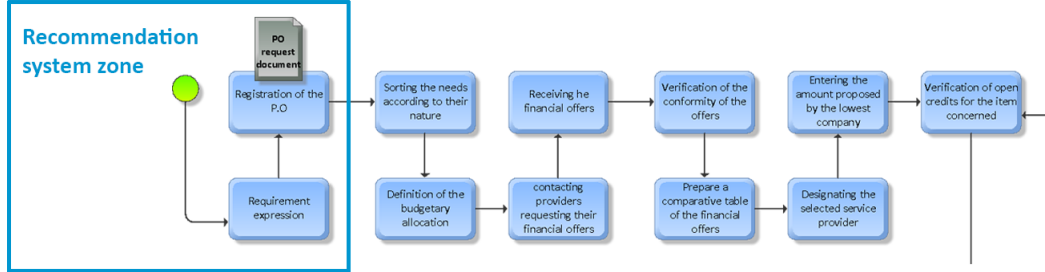 Recommendation
system zone
PO
request
document
Registration of the
P.O
Requirement
expression
Sorting the needs
according to their
nature
Definition of the
budgetary
allocation
contacting
providers
requesting their
financial offers
Receiving he
financial offers
Verification of the
conformity of the
offers
Prepare a
comparative table
of the financial
offers
Designating the
selected service
provider
Entering the
amount proposed
by the lowest
company
Verification of open
credits for the item
concerned